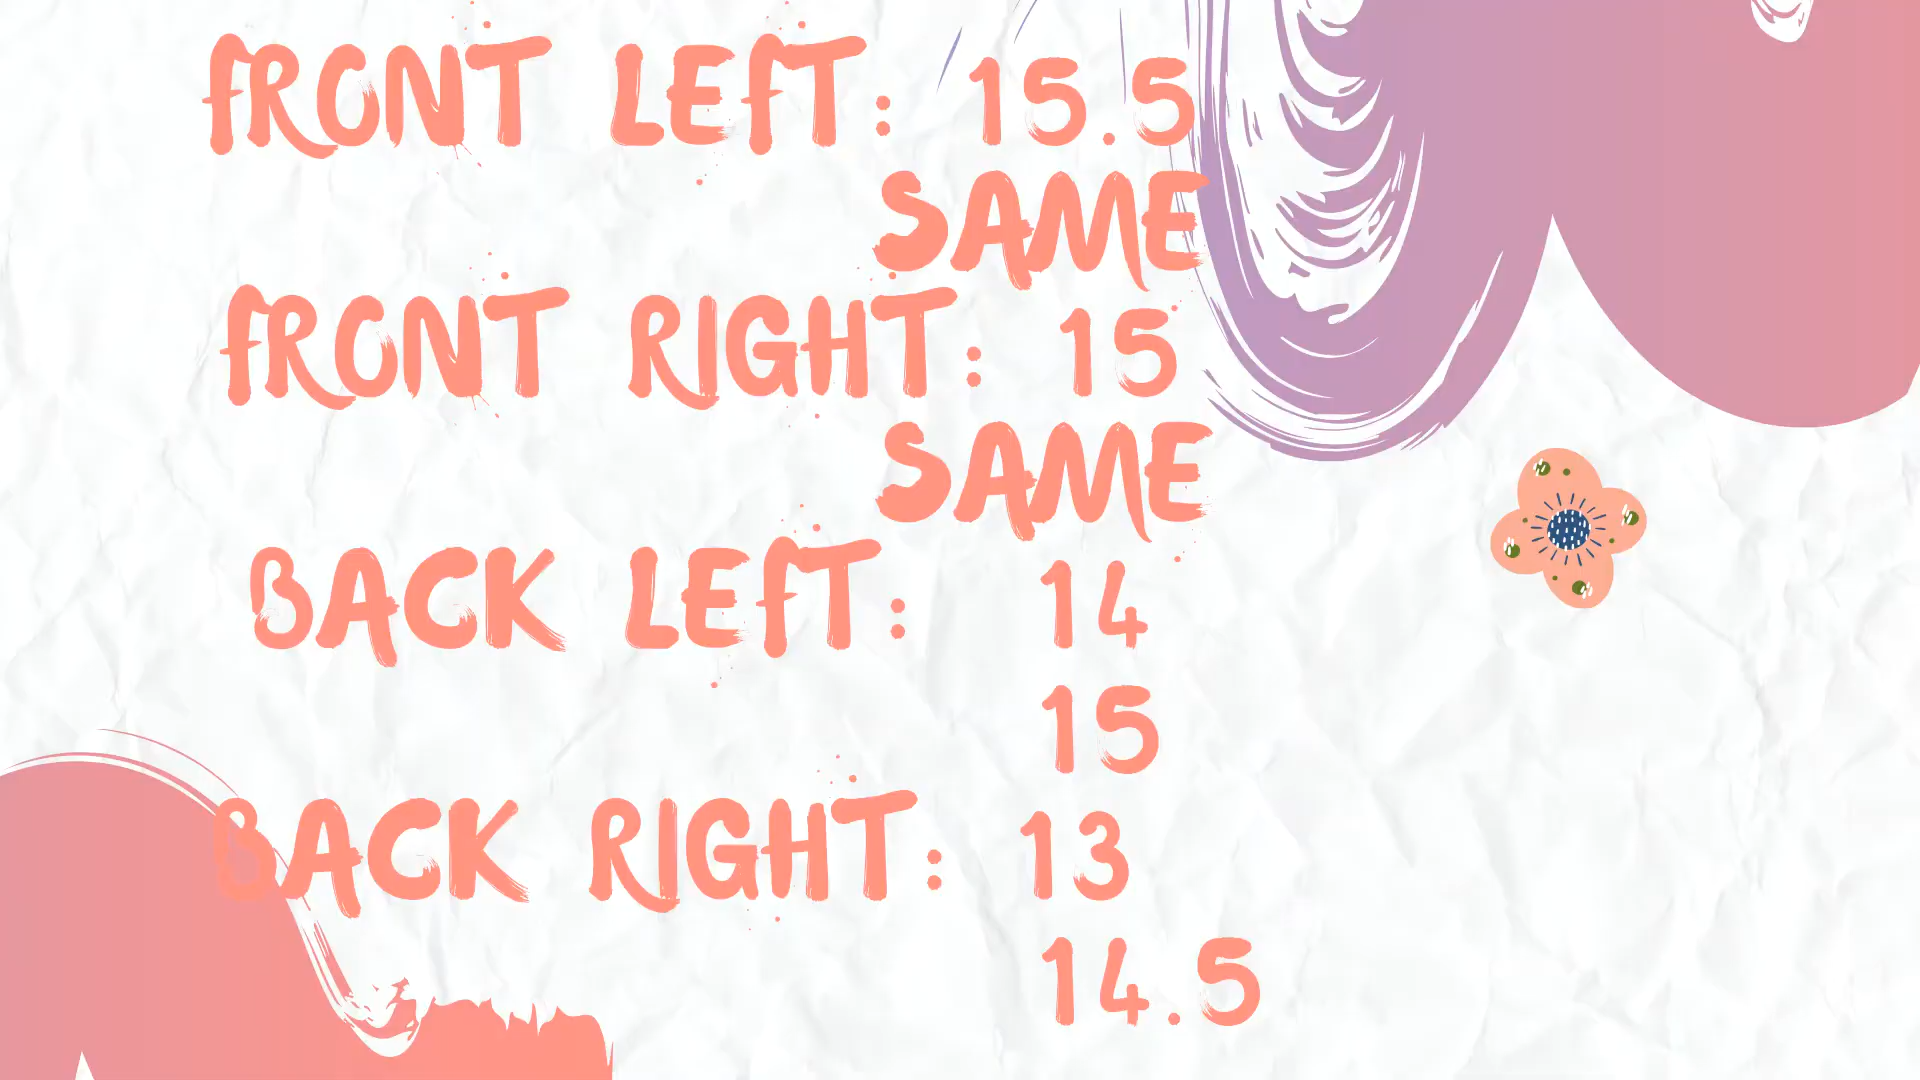 FRONT LEFT: 15.5
SAME
FRONT RIGHT: 15
SAME
BACK LEFT: 14
15
BACK RIGHT: 13
14.5